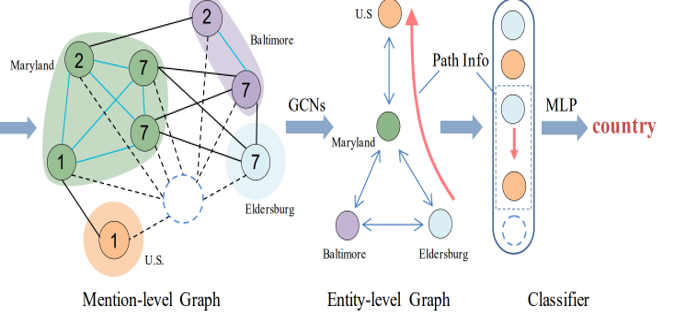 2
Baltimore
Maryland
2
7
7
7
1
7
Eldersburg
1
U.S.
Mention-level Graph
GCNs
U.S
Path Info
Maryland
Baltimore
Eldersburg
Entity-level Graph
MLP
country
Classifier